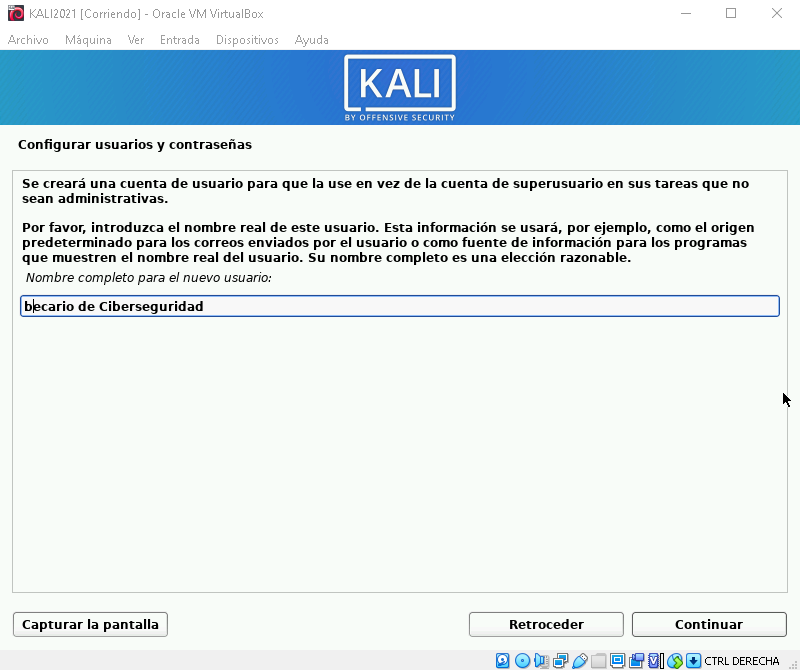 KALI2021 [Corriendo] - Oracle VM VirtualBox
Archivo Máquina Ver Entrada Dispositivos Ayuda
KALI
BY OFFENSIVE SECURITY
Configurar usuarios y contraseñas
Se creará una cuenta de usuario para que la use en vez de la cuenta de superusuario en sus tareas que no
sean administrativas.
Por favor, introduzca el nombre real de este usuario. Esta información se usará, por ejemplo, como el origen
predeterminado para los correos enviados por el usuario o como fuente de información para los programas
que muestren el nombre real del usuario. Su nombre completo es una elección razonable.
Nombre completo para el nuevo usuario:
becario de Ciberseguridad
Capturar la pantalla Retroceder Continuar
CTRL DERECHA